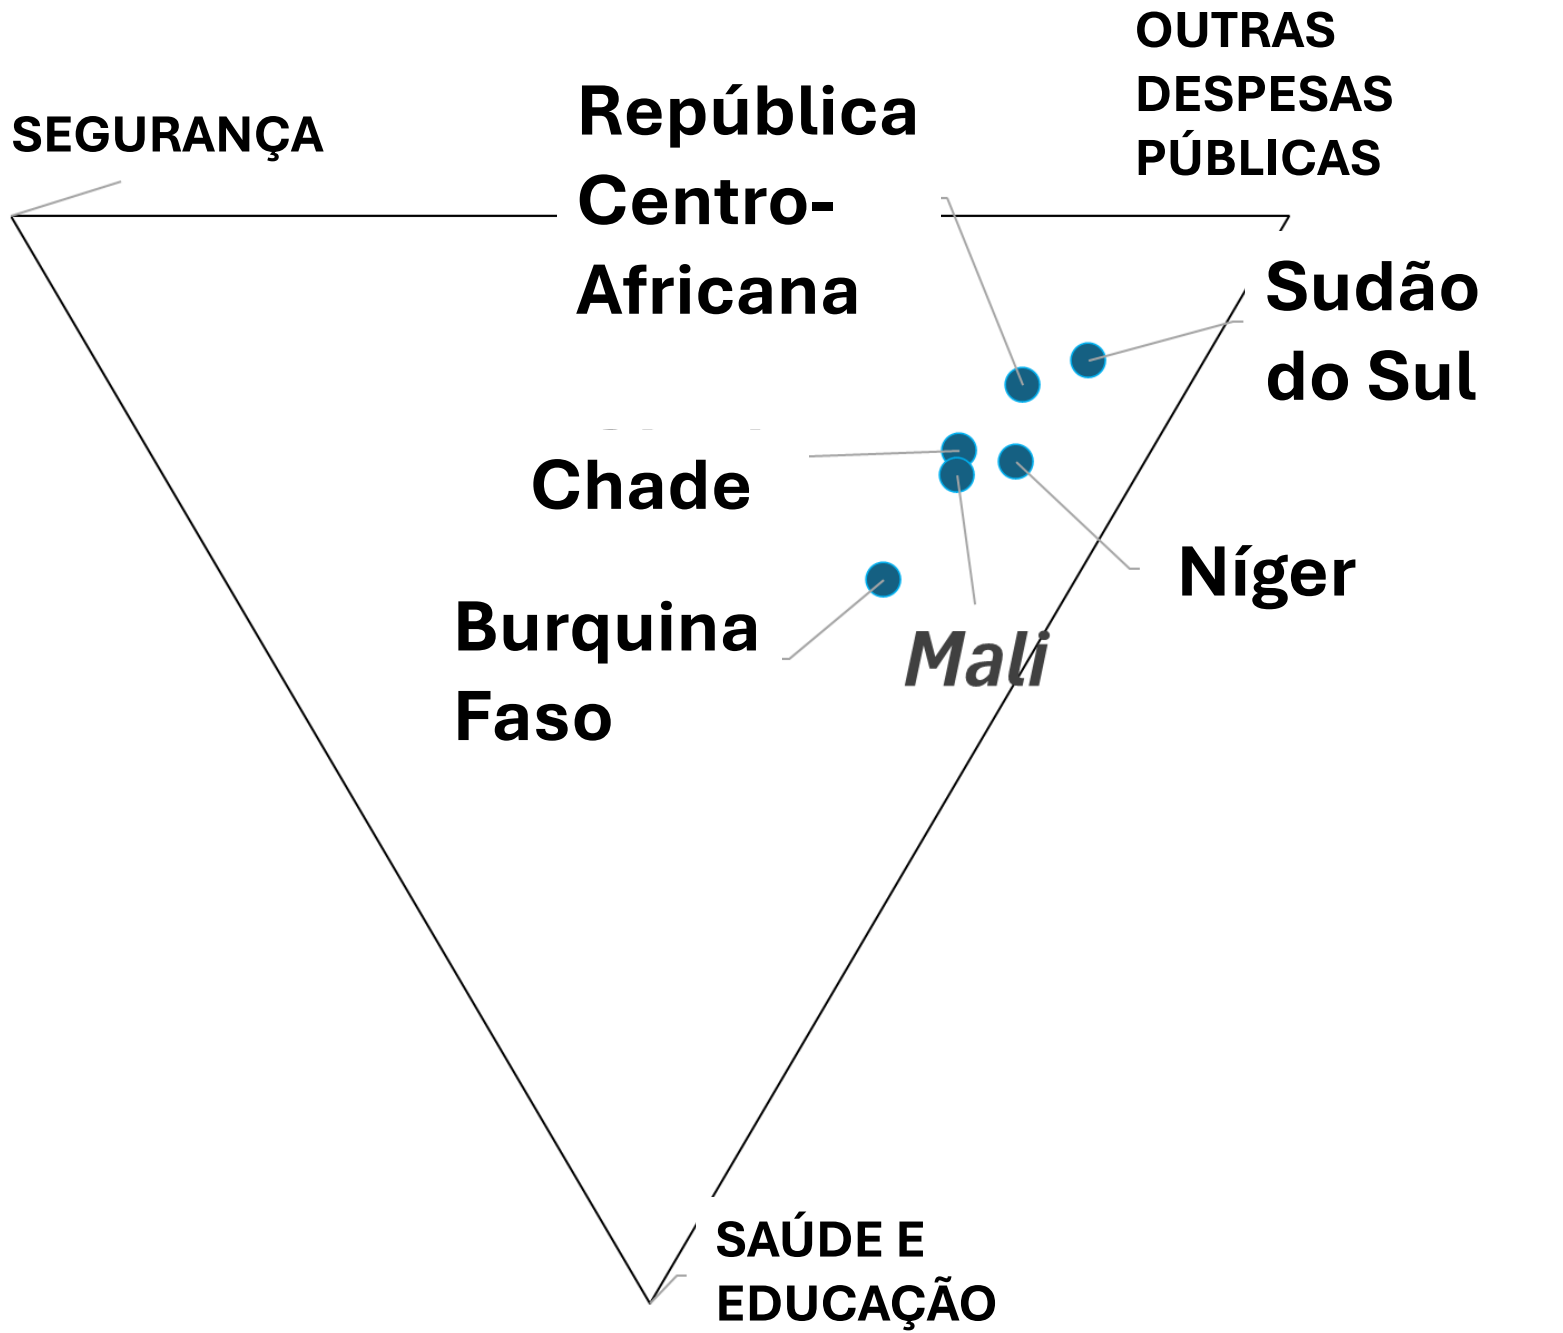 OUTRAS
DESPESAS
PÚBLICAS
SEGURANÇA
República
Centro-
Africana
Sudão
do Sul
Chade
Níger
Burquina
Faso
Mali
SAÚDE E
EDUCAÇÃO